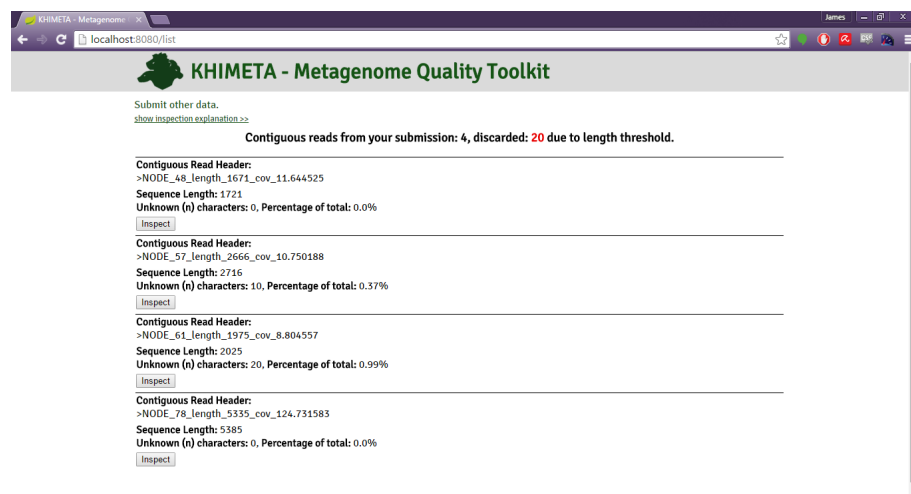 KHIMETA - Metagenome
James
localhost:8080/list
KHIMETA - Metagenome Quality Toolkit
Submit other data.
show inspection explanation >>
Contiguous reads from your submission: 4, discarded: 20 due to length threshold.
Contiguous Read Header:
>NODE_48_length_1671_cov_11.644525
Sequence Length: 1721
Unknown (n) characters: 0, Percentage of total: 0.0%
Inspect
Contiguous Read Header:
>NODE_57_length_2666_cov_10.750188
Sequence Length: 2716
Unknown (n) characters: 10, Percentage of total: 0.37%
Inspect
Contiguous Read Header:
>NODE_61_length_1975_cov_8.804557
Sequence Length: 2025
Unknown (n) characters: 20, Percentage of total: 0.99%
Inspect
Contiguous Read Header:
>NODE_78_length_5335_cov_124.731583
Sequence Length: 5385
Unknown (n) characters: 0, Percentage of total: 0.0%
Inspect